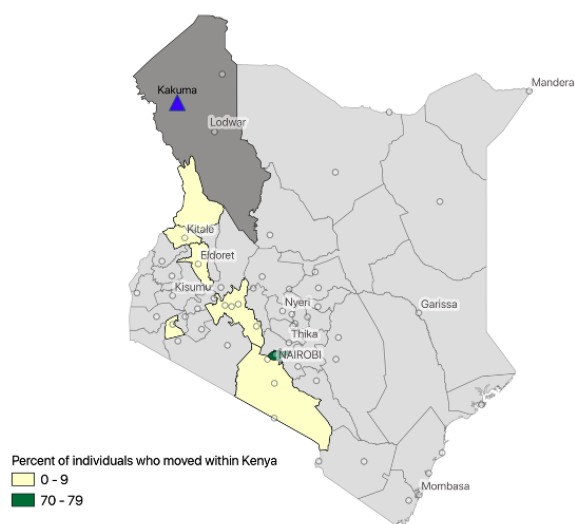 Mandera
Kakuma
Lodwar
Kitale
Eldoret
Kisumu
Nyeri
Garissa
Thika
NAIROBI
Mombasa
Percent of individuals who moved within Kenya
0 - 9
70 - 79